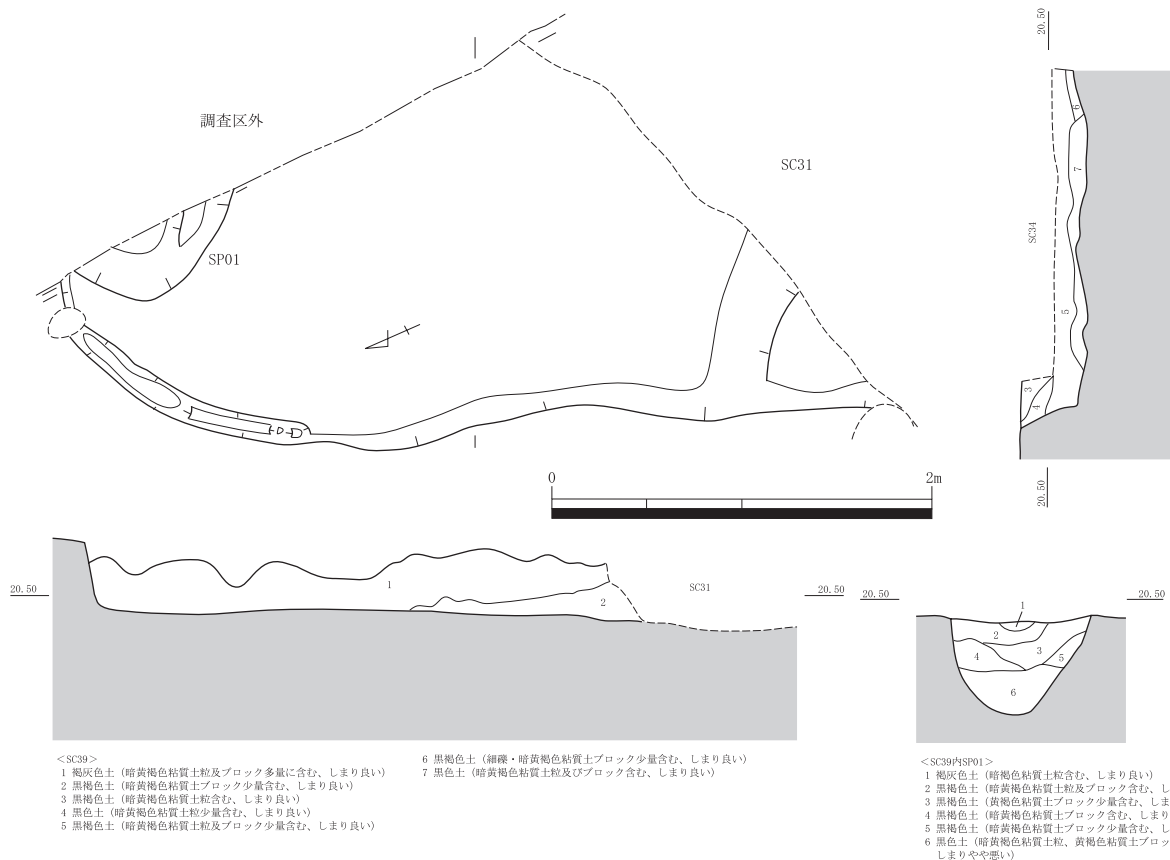 調査区外
SC31
SP01
20.50
6
7
SC34
5
3
4
20.50
0 2m
20.50
1
2
SC31
20.50
20.50
1
2
3
4
5
6
20.50
<SC39>
1 褐灰色土（暗黄褐色粘質土粒及ブロック多量に含む、しまり良い）
2 黒褐色土（暗黄褐色粘質土ブロック少量含む、しまり良い）
3 黒褐色土（暗黄褐色粘質土粒含む、しまり良い）
4 黒色土（暗黄褐色粘質土粒少量含む、しまり良い）
5 黒褐色土（暗黄褐色粘質土粒及ブロック少量含む、しまり良い）
6 黒褐色土（細礫・暗黄褐色粘質土ブロック少量含む、しまり良い）
7 黒色土（暗黄褐色粘質土粒及びブロック含む、しまり良い）
<SC39内SP01>
1 褐灰色土（暗褐色粘質土粒含む、しまり良い）
2 黒褐色土（暗黄褐色粘質土粒及ブロック含む、し
3 黒褐色土（黄褐色粘質土ブロック少量含む、しま
4 黒褐色土（暗黄褐色粘質土ブロック含む、しまり
5 黒褐色土（暗黄褐色粘質土ブロック少量含む、し
6 黒色土（暗黄褐色粘質土粒、黄褐色粘質土ブロッ
しまりやや悪い）